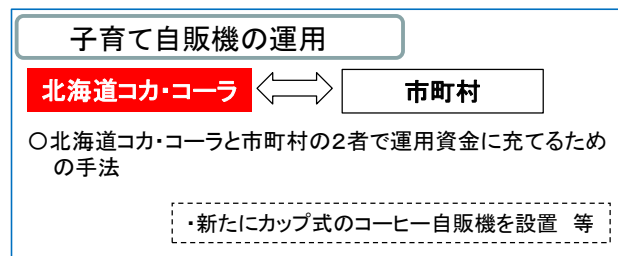 子育て自販機の運用
北海道コカ・コーラ
市町村
〇北海道コカ・コーラと市町村の２者で運用資金に充てるため
の手法
・新たにカップ式のコーヒー自販機を設置　等